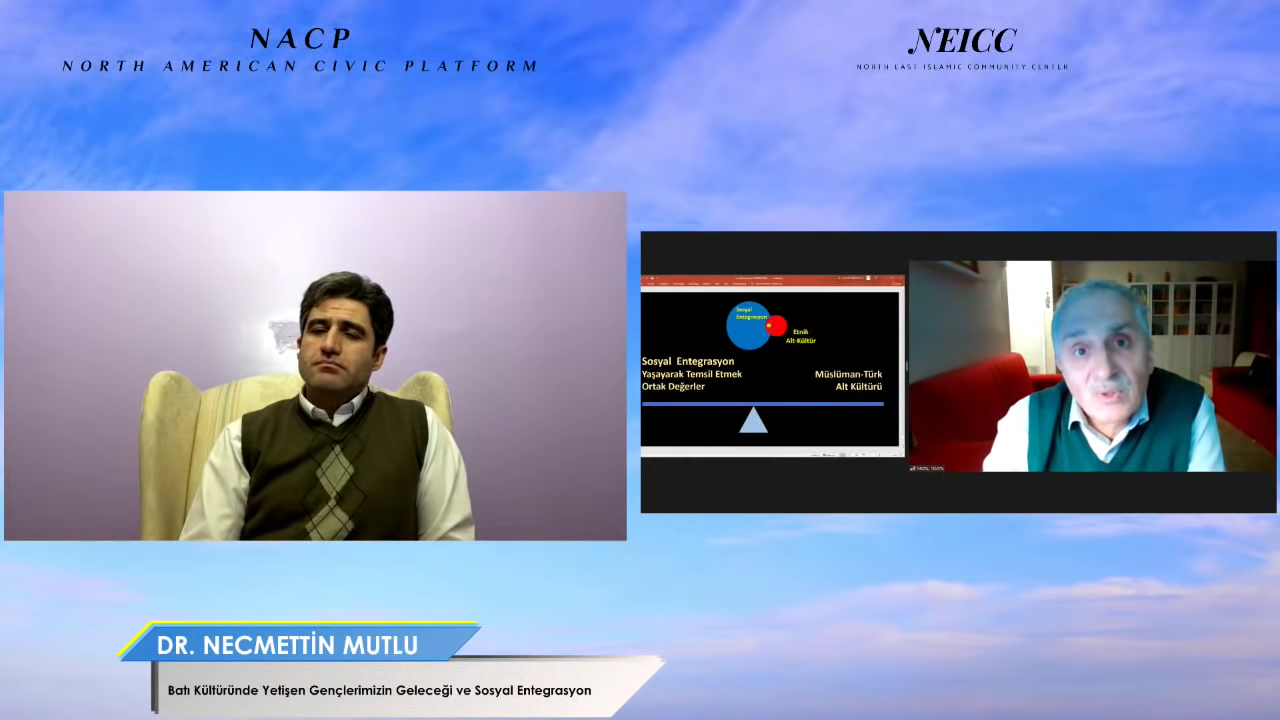 NACP
NORTH AMERICAN CIVIC PLATFORM
NEICC
NORTH EAST ISLAMIC COMMUNITY CENTER
Sosyal
Entegrasyon
Etnik
Alt-Kültür
Sosyal Entegrasyon
Yaşayarak Temsil Etmek
Ortak Değerler
Müslüman-Türk
Alt Kültürü
DR. NECMETTİN MUTLU
Batı Kültüründe Yetişen Gençlerimizin Geleceği ve Sosyal Entegrasyon